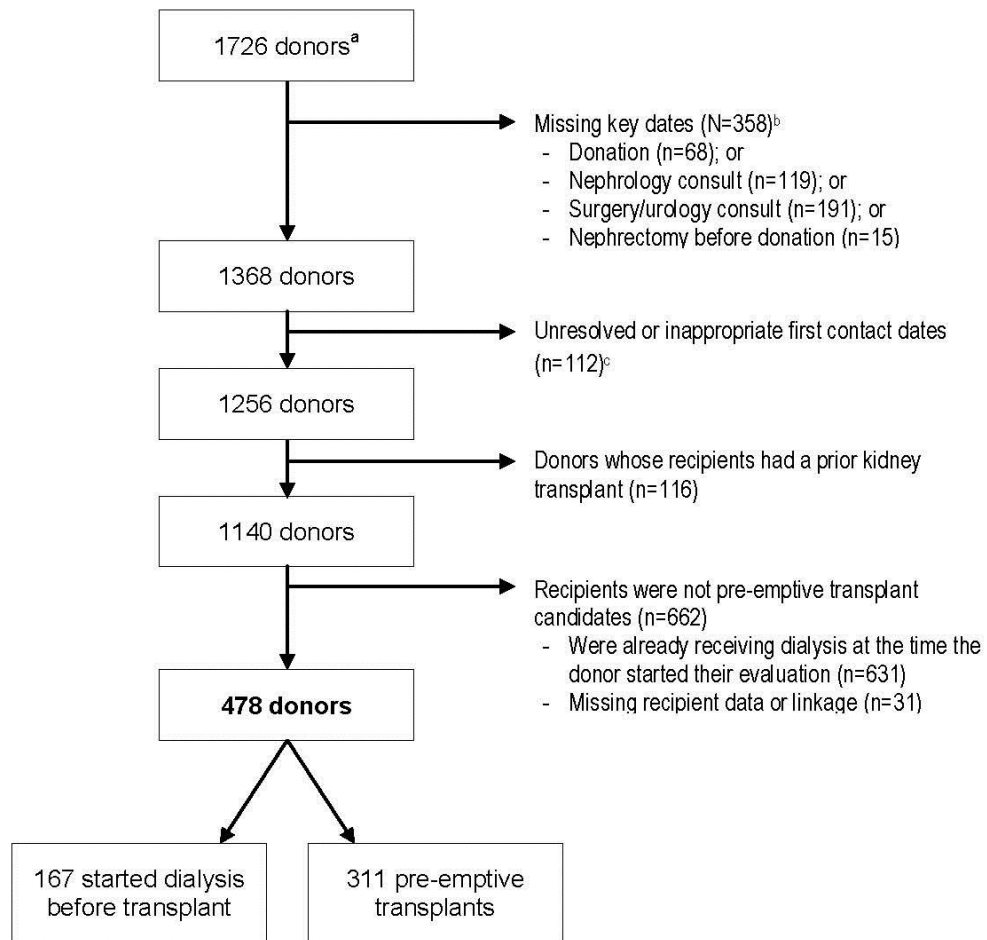 1726 donorsa
Missing key dates (N=358)b
- Donation (n=68); or
- Nephrology consult (n=119); or
- Surgery/urology consult (n=191); or
- Nephrectomy before donation (n=15)
1368 donors
Unresolved or inappropriate first contact dates
(n=112)c
1256 donors
Donors whose recipients had a prior kidney
transplant (n=116)
1140 donors
Recipients were not pre-emptive transplant
candidates (n=662)
- Were already receiving dialysis at the time the
donor started their evaluation (n=631)
- Missing recipient data or linkage (n=31)
478 donors
167 started dialysis
before transplant
311 pre-emptive
transplants